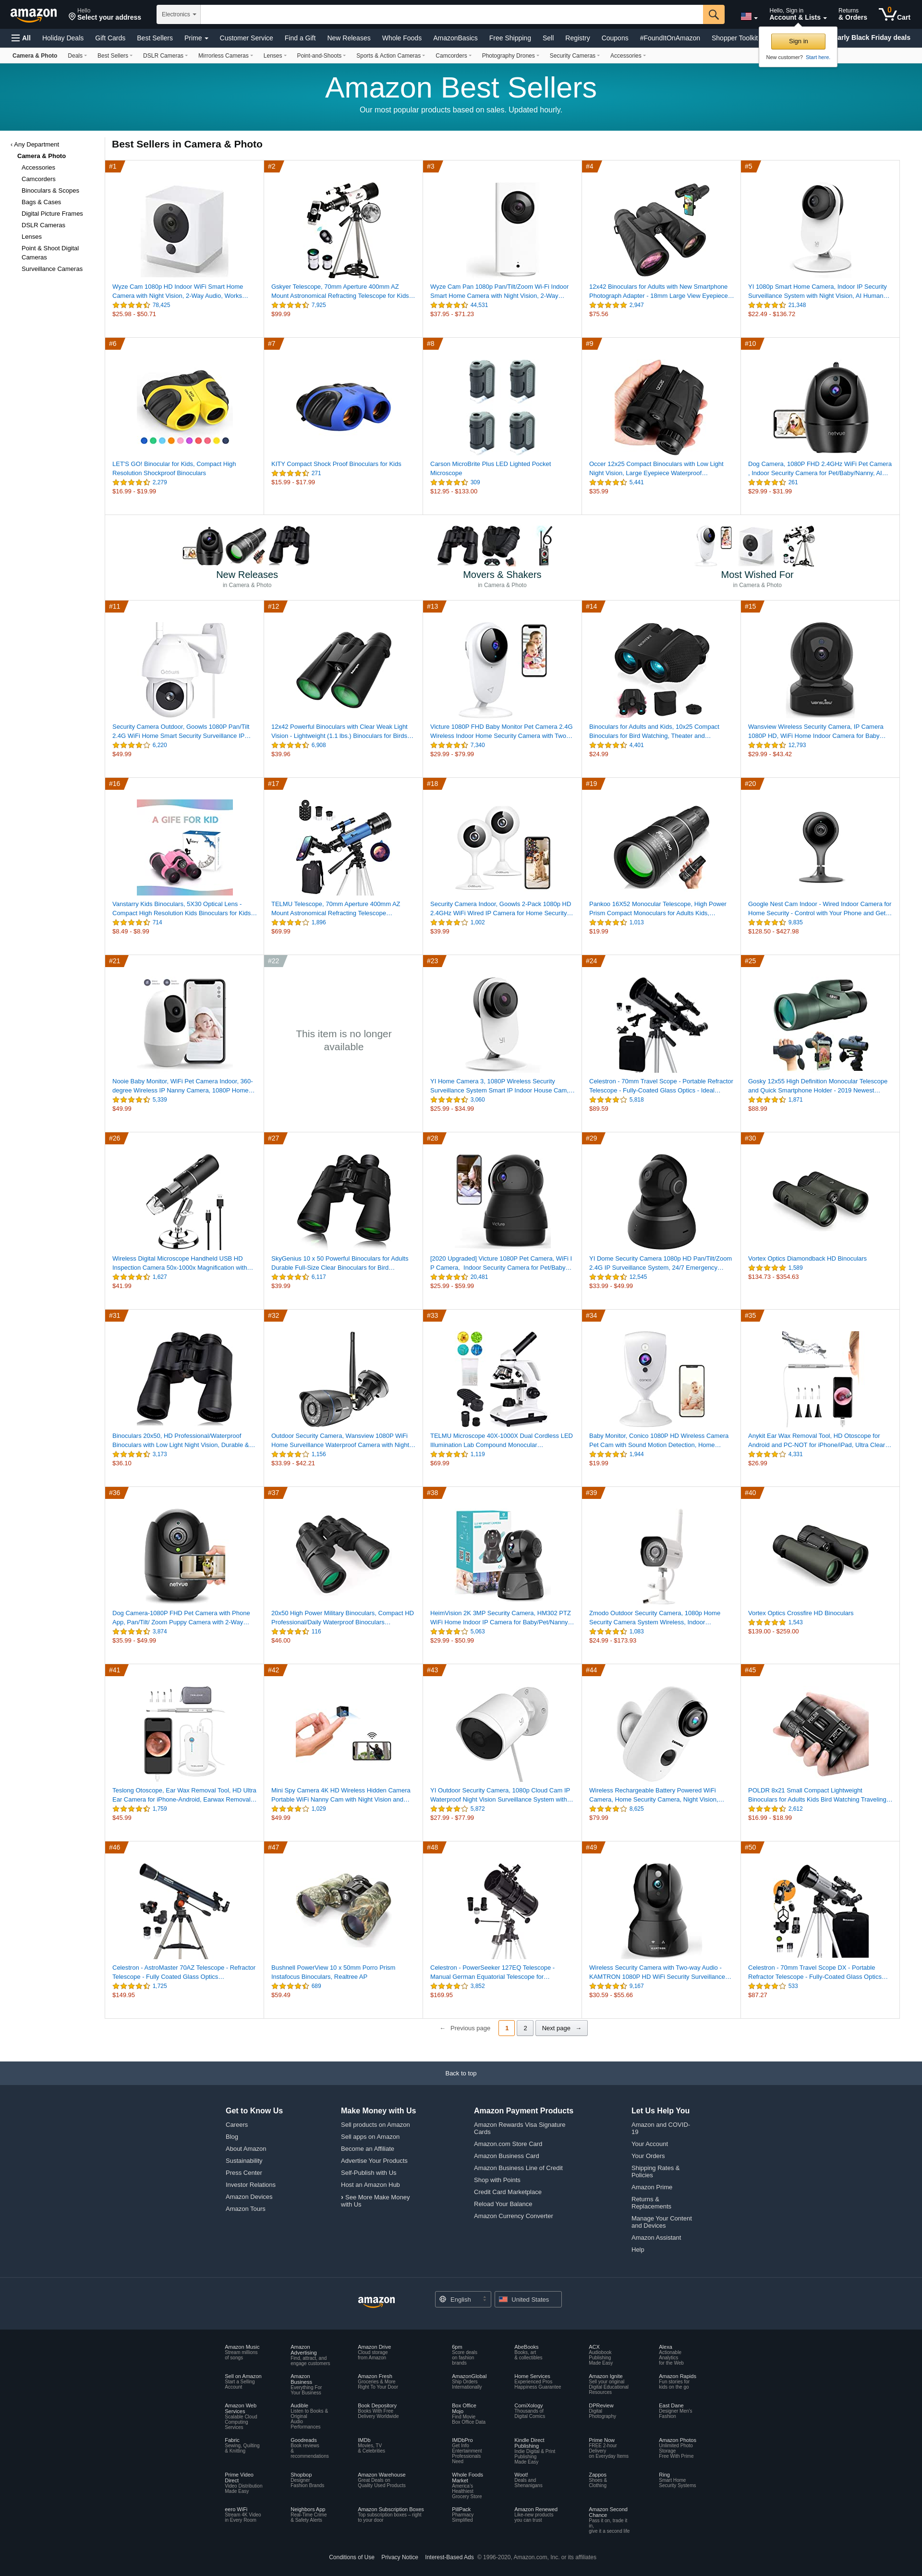 amazon
Hello
Select your address
Electronics
Hello, Sign in
Account & Lists
Returns
& Orders
0
Cart
All
Holiday Deals
Gift Cards
Best Sellers
Prime
Customer Service
Find a Gift
New Releases
Whole Foods
AmazonBasics
Free Shipping
Sell
Registry
Coupons
#FoundItOnAmazon
Shopper Toolkit
arly Black Friday deals
Sign in
New customer? Start here.
Camera & Photo
Deals
Best Sellers
DSLR Cameras
Mirrorless Cameras
Lenses
Point-and-Shoots
Sports & Action Cameras
Camcorders
Photography Drones
Security Cameras
Accessories
Amazon Best Sellers
Our most popular products based on sales. Updated hourly.
‹ Any Department
Camera & Photo
Accessories
Camcorders
Binoculars & Scopes
Bags & Cases
Digital Picture Frames
DSLR Cameras
Lenses
Point & Shoot Digital
Cameras
Surveillance Cameras
Best Sellers in Camera & Photo
#1
Wyze Cam 1080p HD Indoor WiFi Smart Home
Camera with Night Vision, 2-Way Audio, Works…
78,425
$25.98 - $50.71
#2
Gskyer Telescope, 70mm Aperture 400mm AZ
Mount Astronomical Refracting Telescope for Kids…
7,925
$99.99
#3
Wyze Cam Pan 1080p Pan/Tilt/Zoom Wi-Fi Indoor
Smart Home Camera with Night Vision, 2-Way…
44,531
$37.95 - $71.23
#4
12x42 Binoculars for Adults with New Smartphone
Photograph Adapter - 18mm Large View Eyepiece…
2,947
$75.56
#5
YI 1080p Smart Home Camera, Indoor IP Security
Surveillance System with Night Vision, AI Human…
21,348
$22.49 - $136.72
#6
LET'S GO! Binocular for Kids, Compact High
Resolution Shockproof Binoculars
2,279
$16.99 - $19.99
#7
KITY Compact Shock Proof Binoculars for Kids
271
$15.99 - $17.99
#8
Carson MicroBrite Plus LED Lighted Pocket
Microscope
309
$12.95 - $133.00
#9
Occer 12x25 Compact Binoculars with Low Light
Night Vision, Large Eyepiece Waterproof…
5,441
$35.99
#10
netvue
Dog Camera, 1080P FHD 2.4GHz WiFi Pet Camera
, Indoor Security Camera for Pet/Baby/Nanny, AI…
261
$29.99 - $31.99
New Releases
in Camera & Photo
Movers & Shakers
in Camera & Photo
Most Wished For
in Camera & Photo
#11
Security Camera Outdoor, Goowls 1080P Pan/Tilt
2.4G WiFi Home Smart Security Surveillance IP…
6,220
$49.99
#12
12x42 Powerful Binoculars with Clear Weak Light
Vision - Lightweight (1.1 lbs.) Binoculars for Birds…
6,908
$39.96
#13
Victure 1080P FHD Baby Monitor Pet Camera 2.4G
Wireless Indoor Home Security Camera with Two…
7,340
$29.99 - $79.99
#14
Binoculars for Adults and Kids, 10x25 Compact
Binoculars for Bird Watching, Theater and…
4,401
$24.99
#15
wansview
Wansview Wireless Security Camera, IP Camera
1080P HD, WiFi Home Indoor Camera for Baby…
12,793
$29.99 - $43.42
#16
A GIFE FOR KID
Vanstarry Kids Binoculars, 5X30 Optical Lens -
Compact High Resolution Kids Binoculars for Kids…
714
$8.49 - $8.99
#17
TELMU Telescope, 70mm Aperture 400mm AZ
Mount Astronomical Refracting Telescope…
1,896
$69.99
#18
Security Camera Indoor, Goowls 2-Pack 1080p HD
2.4GHz WiFi Wired IP Camera for Home Security…
1,002
$39.99
#19
Pankoo 16X52 Monocular Telescope, High Power
Prism Compact Monoculars for Adults Kids,…
1,013
$19.99
#20
Google Nest Cam Indoor - Wired Indoor Camera for
Home Security - Control with Your Phone and Get…
9,835
$128.50 - $427.98
#21
Nooie Baby Monitor, WiFi Pet Camera Indoor, 360-
degree Wireless IP Nanny Camera, 1080P Home…
5,339
$49.99
#22
This item is no longer
available
#23
YI Home Camera 3, 1080P Wireless Security
Surveillance System Smart IP Indoor House Cam,…
3,060
$25.99 - $34.99
#24
Celestron - 70mm Travel Scope - Portable Refractor
Telescope - Fully-Coated Glass Optics - Ideal…
5,818
$89.59
#25
Gosky 12x55 High Definition Monocular Telescope
and Quick Smartphone Holder - 2019 Newest…
1,871
$88.99
#26
Wireless Digital Microscope Handheld USB HD
Inspection Camera 50x-1000x Magnification with…
1,627
$41.99
#27
SkyGenius 10 x 50 Powerful Binoculars for Adults
Durable Full-Size Clear Binoculars for Bird…
6,117
$39.99
#28
netvue
[2020 Upgraded] Victure 1080P Pet Camera, WiFi I
P Camera, Indoor Security Camera for Pet/Baby…
20,481
$25.99 - $59.99
#29
YI Dome Security Camera 1080p HD Pan/Tilt/Zoom
2.4G IP Surveillance System, 24/7 Emergency…
12,545
$33.99 - $49.99
#30
Vortex Optics Diamondback HD Binoculars
1,589
$134.73 - $354.63
#31
Binoculars 20x50, HD Professional/Waterproof
Binoculars with Low Light Night Vision, Durable &…
3,173
$36.10
#32
Outdoor Security Camera, Wansview 1080P WiFi
Home Surveillance Waterproof Camera with Night…
1,156
$33.99 - $42.21
#33
TELMU Microscope 40X-1000X Dual Cordless LED
Illumination Lab Compound Monocular…
1,119
$69.99
#34
Baby Monitor, Conico 1080P HD Wireless Camera
Pet Cam with Sound Motion Detection, Home…
1,944
$19.99
#35
Anykit Ear Wax Removal Tool, HD Otoscope for
Android and PC-NOT for iPhone/iPad, Ultra Clear…
4,331
$26.99
#36
netvue
Dog Camera-1080P FHD Pet Camera with Phone
App, Pan/Tilt/ Zoom Puppy Camera with 2-Way…
3,874
$35.99 - $49.99
#37
20x50 High Power Military Binoculars, Compact HD
Professional/Daily Waterproof Binoculars…
116
$46.00
#38
HeimVision 2K 3MP Security Camera, HM302 PTZ
WiFi Home Indoor IP Camera for Baby/Pet/Nanny…
5,063
$29.99 - $50.99
#39
Zmodo Outdoor Security Camera, 1080p Home
Security Camera System Wireless, Indoor…
1,083
$24.99 - $173.93
#40
Vortex Optics Crossfire HD Binoculars
1,543
$139.00 - $259.00
#41
Teslong Otoscope, Ear Wax Removal Tool, HD Ultra
Ear Camera for iPhone-Android, Earwax Removal…
1,759
$45.99
#42
Mini Spy Camera 4K HD Wireless Hidden Camera
Portable WiFi Nanny Cam with Night Vision and…
1,029
$49.99
#43
YI Outdoor Security Camera, 1080p Cloud Cam IP
Waterproof Night Vision Surveillance System with…
5,872
$27.99 - $77.99
#44
Wireless Rechargeable Battery Powered WiFi
Camera, Home Security Camera, Night Vision,…
8,625
$79.99
#45
POLDR 8x21 Small Compact Lightweight
Binoculars for Adults Kids Bird Watching Traveling…
2,612
$16.99 - $18.99
#46
Celestron - AstroMaster 70AZ Telescope - Refractor
Telescope - Fully Coated Glass Optics…
1,725
$149.95
#47
Bushnell PowerView 10 x 50mm Porro Prism
Instafocus Binoculars, Realtree AP
689
$59.49
#48
Celestron - PowerSeeker 127EQ Telescope -
Manual German Equatorial Telescope for…
3,852
$169.95
#49
Wireless Security Camera with Two-way Audio -
KAMTRON 1080P HD WiFi Security Surveillance…
9,167
$30.59 - $55.66
#50
Celestron - 70mm Travel Scope DX - Portable
Refractor Telescope - Fully-Coated Glass Optics…
533
$87.27
← Previous page
1
2
Next page →
Back to top
Get to Know Us
Careers
Blog
About Amazon
Sustainability
Press Center
Investor Relations
Amazon Devices
Amazon Tours
Make Money with Us
Sell products on Amazon
Sell apps on Amazon
Become an Affiliate
Advertise Your Products
Self-Publish with Us
Host an Amazon Hub
› See More Make Money
with Us
Amazon Payment Products
Amazon Rewards Visa Signature
Cards
Amazon.com Store Card
Amazon Business Card
Amazon Business Line of Credit
Shop with Points
Credit Card Marketplace
Reload Your Balance
Amazon Currency Converter
Let Us Help You
Amazon and COVID-
19
Your Account
Your Orders
Shipping Rates &
Policies
Amazon Prime
Returns &
Replacements
Manage Your Content
and Devices
Amazon Assistant
Help
amazon
English
United States
Amazon Music
Stream millions
of songs
Amazon
Advertising
Find, attract, and
engage customers
Amazon Drive
Cloud storage
from Amazon
6pm
Score deals
on fashion
brands
AbeBooks
Books, art
& collectibles
ACX
Audiobook
Publishing
Made Easy
Alexa
Actionable
Analytics
for the Web
Sell on Amazon
Start a Selling
Account
Amazon
Business
Everything For
Your Business
Amazon Fresh
Groceries & More
Right To Your Door
AmazonGlobal
Ship Orders
Internationally
Home Services
Experienced Pros
Happiness Guarantee
Amazon Ignite
Sell your original
Digital Educational
Resources
Amazon Rapids
Fun stories for
kids on the go
Amazon Web
Services
Scalable Cloud
Computing
Services
Audible
Listen to Books &
Original
Audio
Performances
Book Depository
Books With Free
Delivery Worldwide
Box Office
Mojo
Find Movie
Box Office Data
ComiXology
Thousands of
Digital Comics
DPReview
Digital
Photography
East Dane
Designer Men's
Fashion
Fabric
Sewing, Quilting
& Knitting
Goodreads
Book reviews
&
recommendations
IMDb
Movies, TV
& Celebrities
IMDbPro
Get Info
Entertainment
Professionals
Need
Kindle Direct
Publishing
Indie Digital & Print
Publishing
Made Easy
Prime Now
FREE 2-hour
Delivery
on Everyday Items
Amazon Photos
Unlimited Photo
Storage
Free With Prime
Prime Video
Direct
Video Distribution
Made Easy
Shopbop
Designer
Fashion Brands
Amazon Warehouse
Great Deals on
Quality Used Products
Whole Foods
Market
America's
Healthiest
Grocery Store
Woot!
Deals and
Shenanigans
Zappos
Shoes &
Clothing
Ring
Smart Home
Security Systems
eero WiFi
Stream 4K Video
in Every Room
Neighbors App
Real-Time Crime
& Safety Alerts
Amazon Subscription Boxes
Top subscription boxes – right
to your door
PillPack
Pharmacy
Simplified
Amazon Renewed
Like-new products
you can trust
Amazon Second
Chance
Pass it on, trade it
in,
give it a second life
Conditions of Use
Privacy Notice
Interest-Based Ads
© 1996-2020, Amazon.com, Inc. or its affiliates